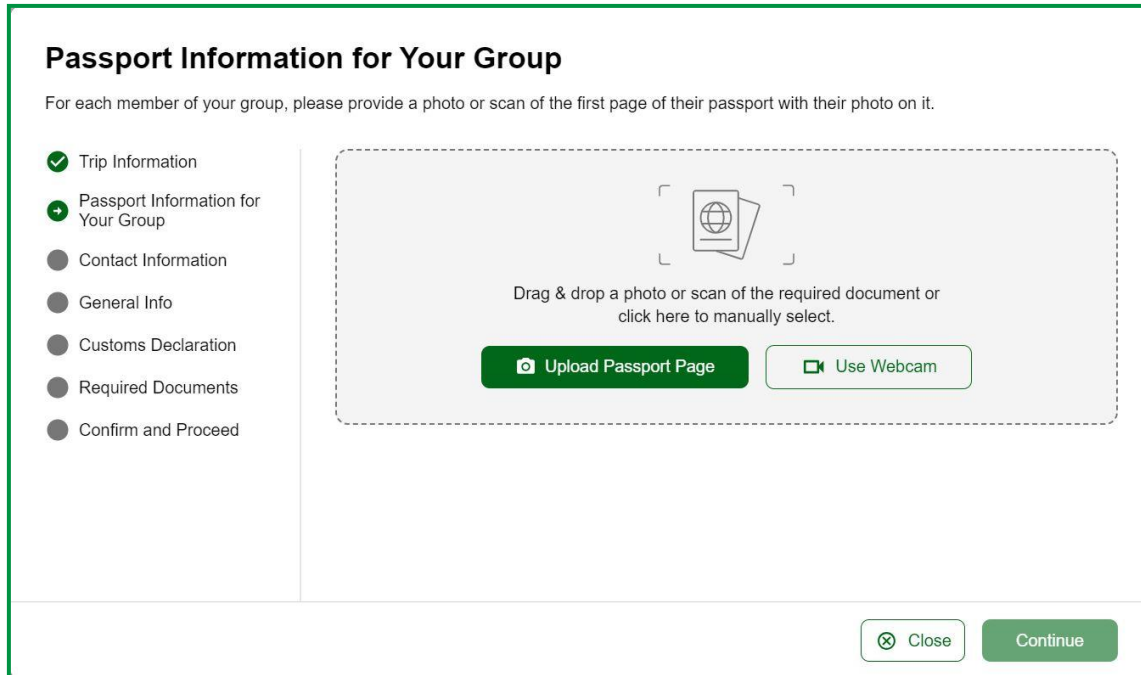 Passport Information for Your Group
For each member of your group, please provide a photo or scan of the first page of their passport with their photo on it.
Trip Information
Passport Information for
Your Group
Contact Information
General Info
Customs Declaration
Required Documents
Confirm and Proceed
Drag & drop a photo or scan of the required document or
click here to manually select.
Upload Passport Page
Use Webcam
Close
Continue